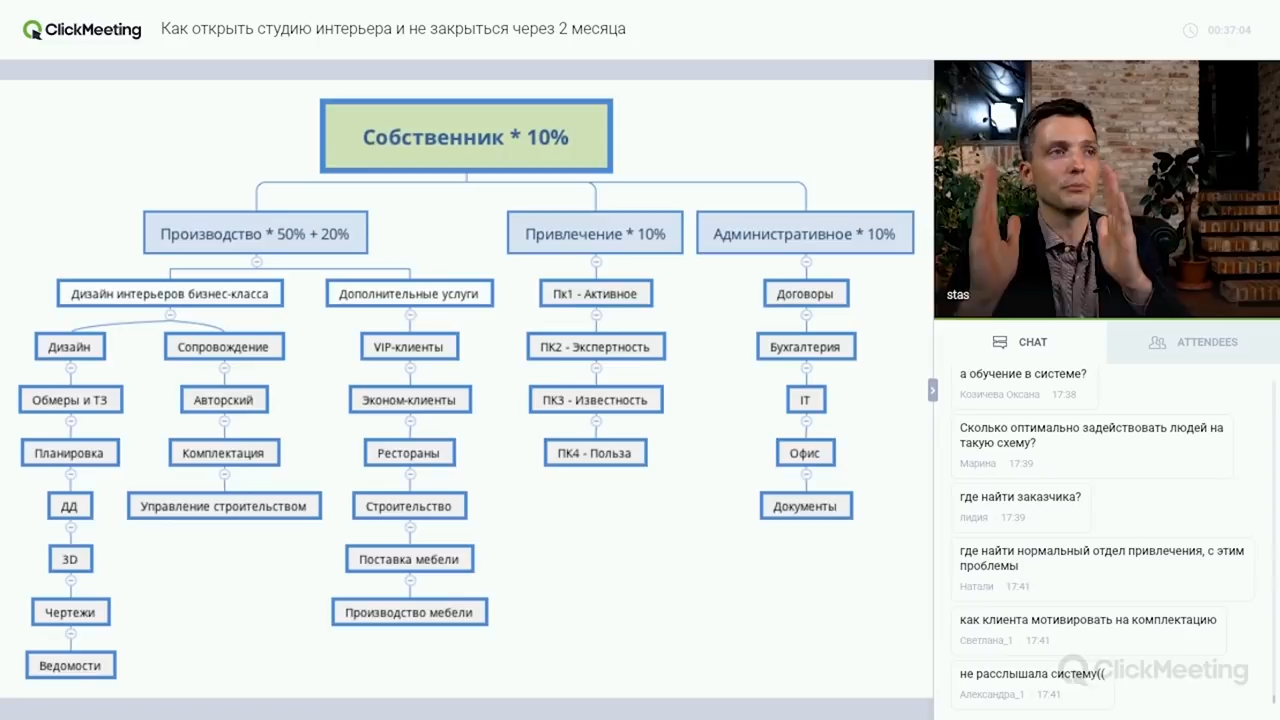 ClickMeeting
Как открыть студию интерьера и не закрыться через 2 месяца
00:37:04
Собственник * 10%
Производство * 50% + 20%
Привлечение * 10%
Административное * 10%
Дизайн интерьеров бизнес-класса
Дополнительные услуги
Пк1 - Активное
Договоры
Дизайн
Сопровождение
VIP-клиенты
ПК2 - Экспертность
Бухгалтерия
Обмеры и ТЗ
Авторский
Эконом-клиенты
ПК3 - Известность
IT
Планировка
Комплектация
Рестораны
ПК4 - Польза
Офис
ДД
Управление строительством
Строительство
Документы
3D
Поставка мебели
Чертежи
Производство мебели
Ведомости
stas
CHAT
ATTENDEES
а обучение в системе?
Козичева Оксана 17:38
Сколько оптимально задействовать людей на
такую схему?
Марина 17:39
где найти заказчика?
лидия 17:39
где найти нормальный отдел привлечения, с этим
проблемы
Натали 17:41
как клиента мотивировать на комплектацию
Светлана_1 17:41
не расслышала систему((
Александра_1 17:41
ClickMeeting